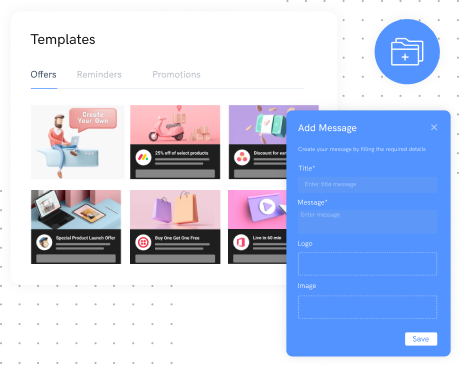 Templates
Offers Reminders Promotions
Create
Your Own
25% off of select products
Discount for ear
Special Product Launch Offer
Buy One Get One Free
Live in 60 min
Add Message
Create your message by filling the required details
Title*
Enter title message
Message*
Enter message
Logo
Image
Save